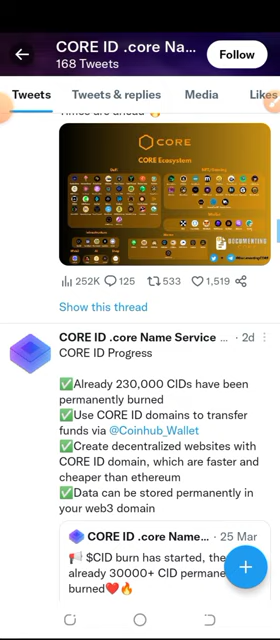 CORE ID .core Na...
168 Tweets
Follow
Tweets
Tweets & replies
Media
Likes
Times are ahead
CORE
CORE Ecosystem
DOCUMENTING
252K
125
533
1,519
Show this thread
CORE ID .core Name Service ... · 2d
CORE ID Progress
✅Already 230,000 CIDs have been
permanently burned
✅Use CORE ID domains to transfer
funds via @Coinhub_Wallet
✅Create decentralized websites with
CORE ID domain, which are faster and
cheaper than ethereum
✅Data can be stored permanently in
your web3 domain
CORE ID .core Name... · 25 Mar
📢 $CID burn has started, the
already 30000+ CID permane
burned❤️🔥